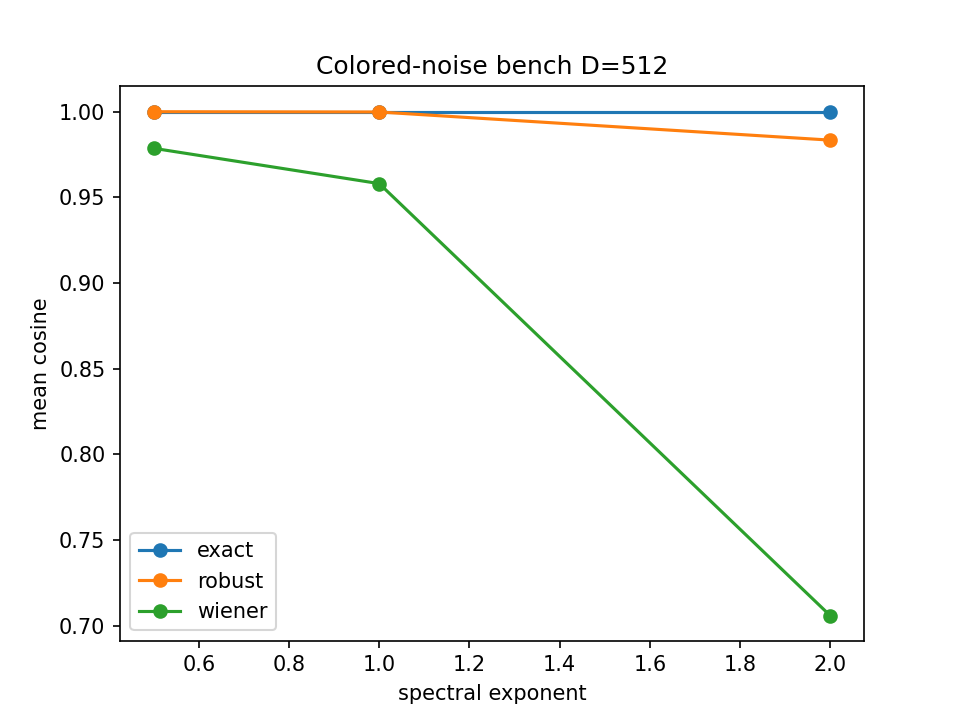 Colored-noise bench D=512
1.00
0.95
0.90
0.85
0.80
0.75
0.70
mean cosine
exact
robust
wiener
0.6 0.8 1.0 1.2 1.4 1.6 1.8 2.0
spectral exponent